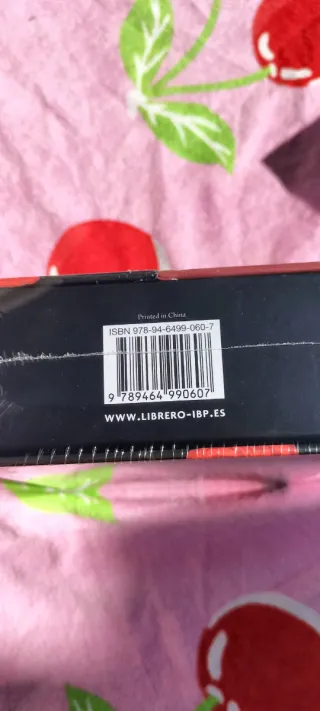 Printed in China
ISBN 978-94-6499-060-7
9 789464 990607
WWW.LIBRERO-IBP.ES